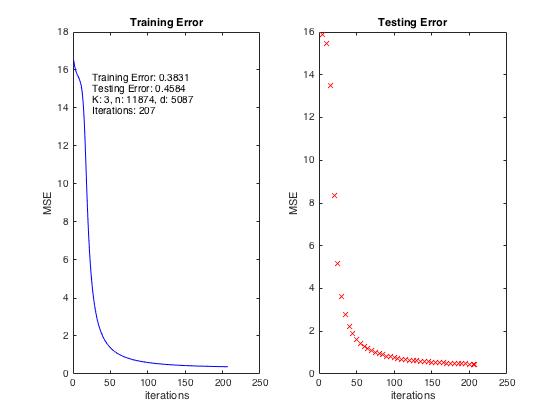 Training Error
18
16
14
12
10
8
6
4
2
0
MSE
0 50 100 150 200 250
iterations
Training Error: 0.3831
Testing Error: 0.4584
K: 3, n: 11874, d: 5087
Iterations: 207
Testing Error
16
14
12
10
8
6
4
2
0
MSE
0 50 100 150 200 250
iterations